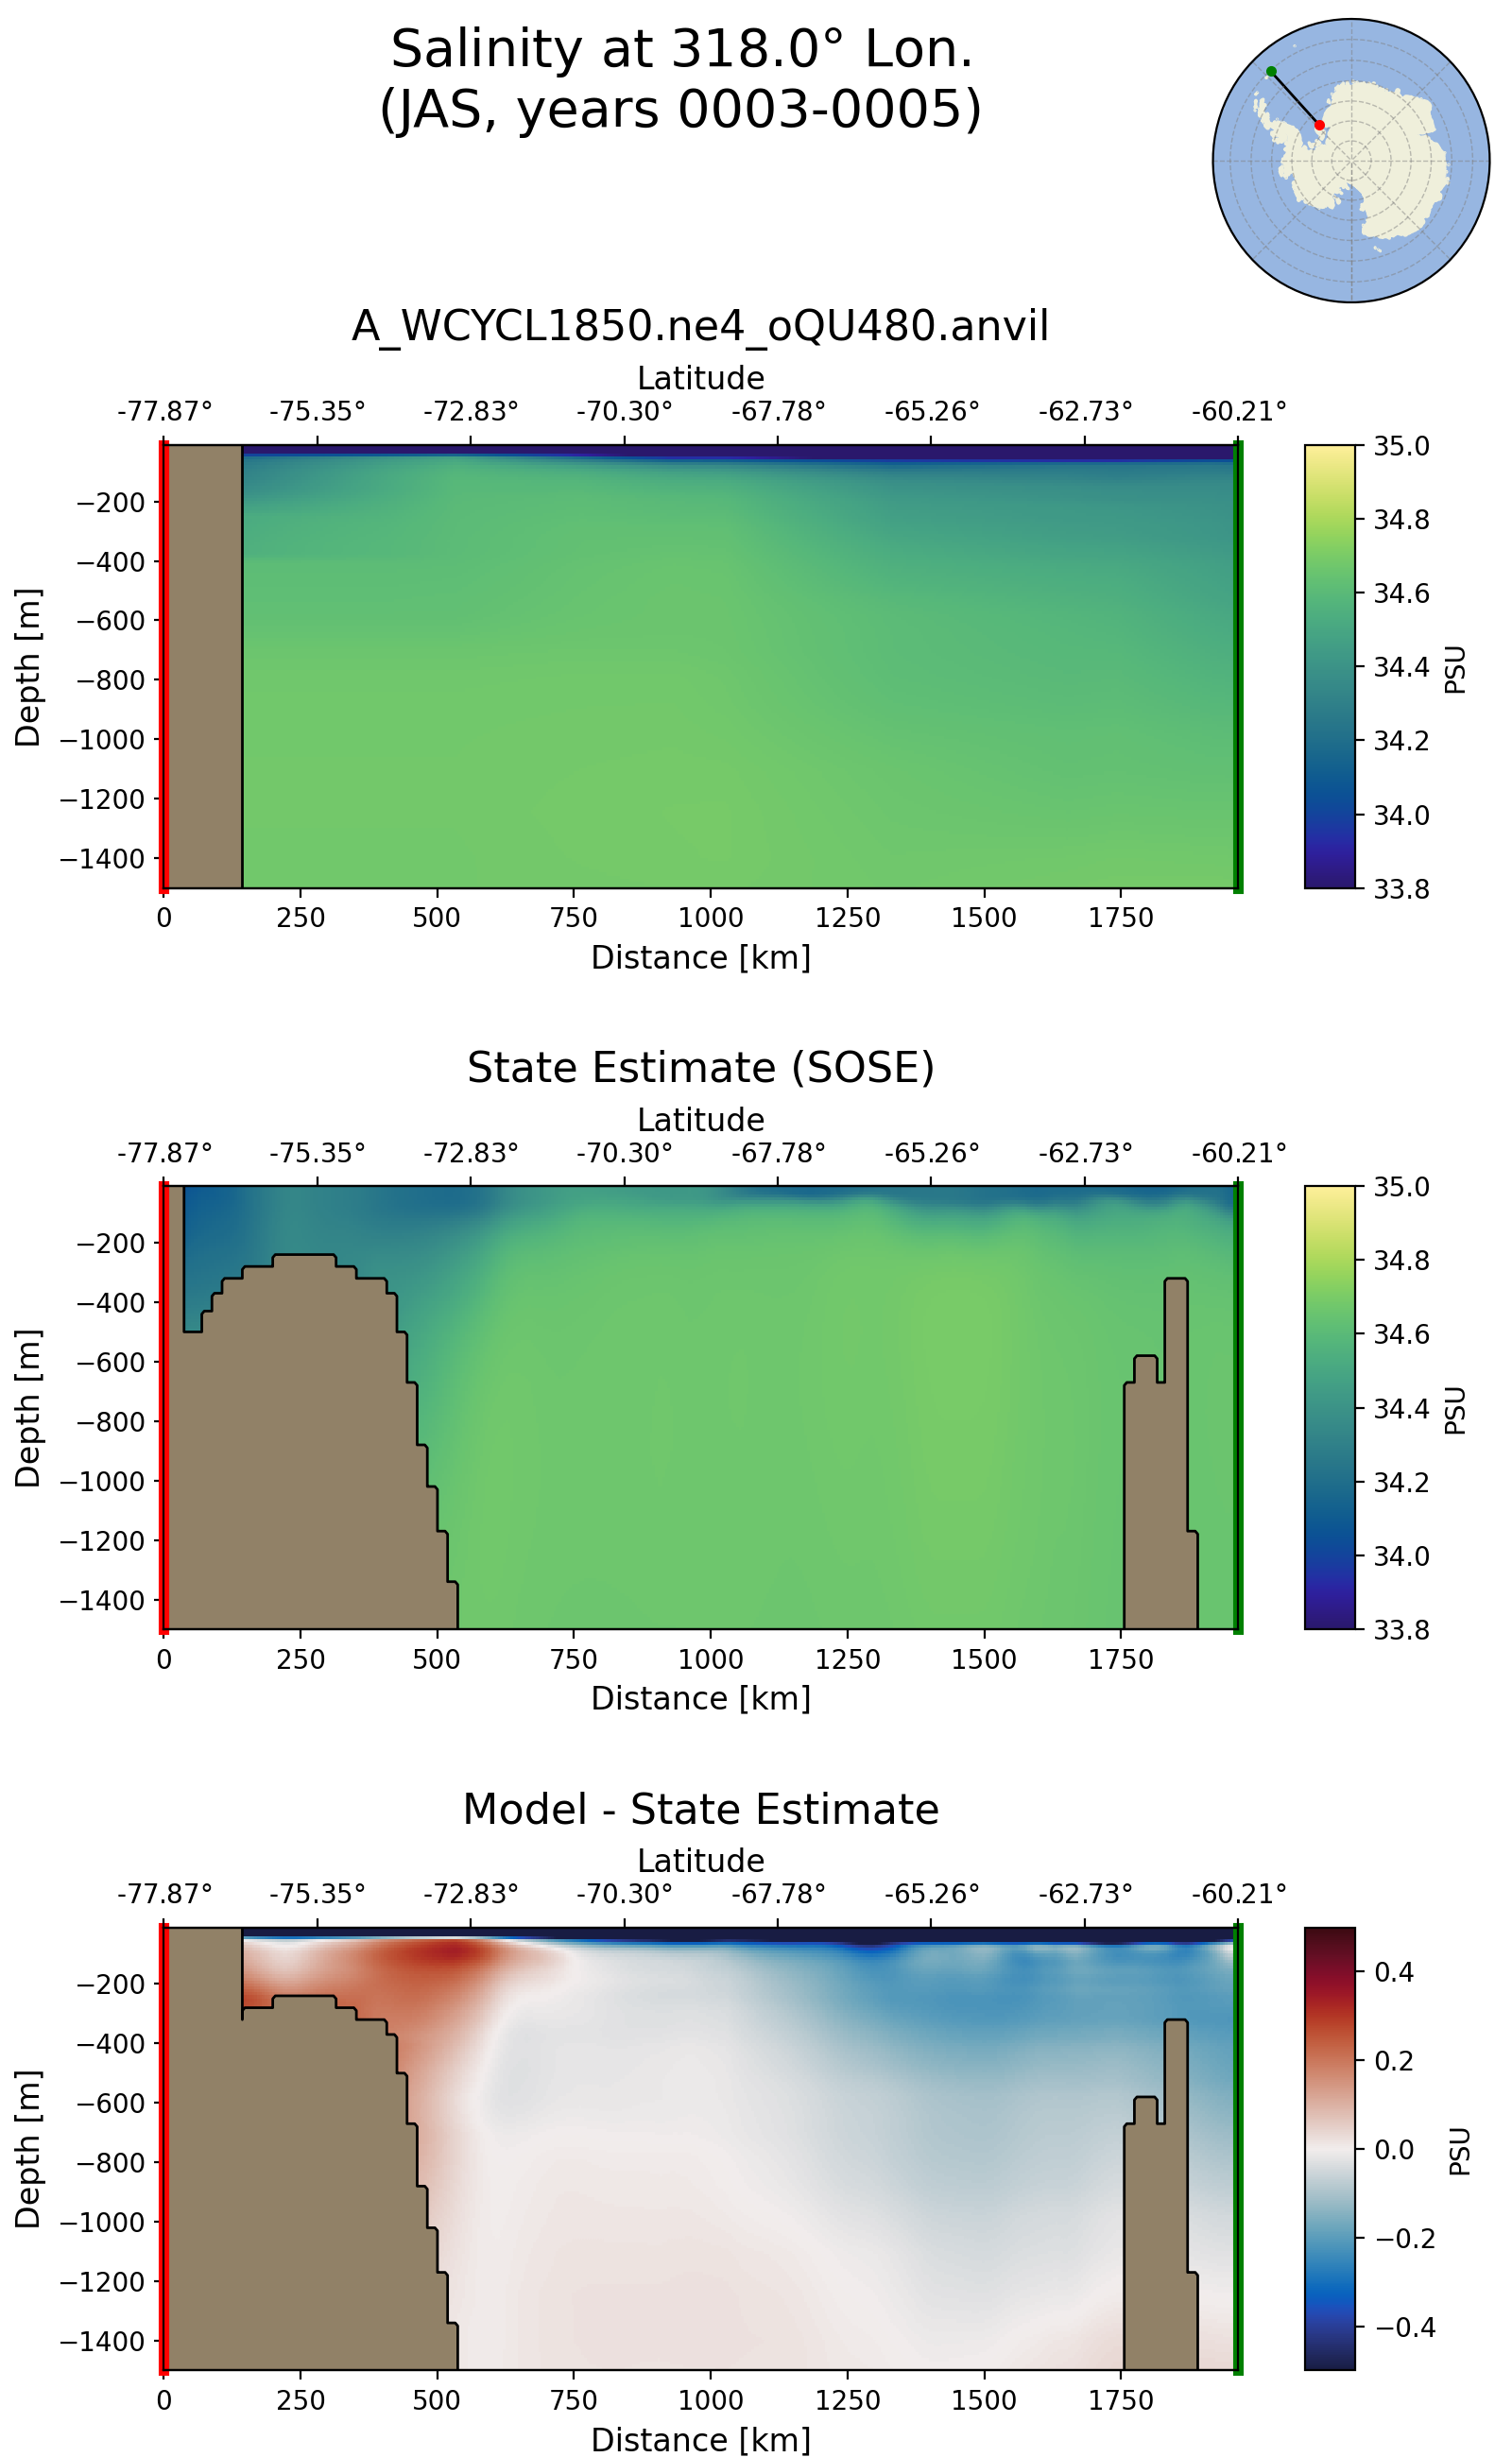 Salinity at 318.0° Lon.
(JAS, years 0003-0005)
A_WCYCL1850.ne4_oQU480.anvil
Latitude
-77.87° -75.35° -72.83° -70.30° -67.78° -65.26° -62.73° -60.21°
Depth [m]
−200
−400
−600
−800
−1000
−1200
−1400
0 250 500 750 1000 1250 1500 1750
Distance [km]
35.0
34.8
34.6
34.4
34.2
34.0
33.8
PSU
State Estimate (SOSE)
Latitude
-77.87° -75.35° -72.83° -70.30° -67.78° -65.26° -62.73° -60.21°
Depth [m]
−200
−400
−600
−800
−1000
−1200
−1400
0 250 500 750 1000 1250 1500 1750
Distance [km]
35.0
34.8
34.6
34.4
34.2
34.0
33.8
PSU
Model - State Estimate
Latitude
-77.87° -75.35° -72.83° -70.30° -67.78° -65.26° -62.73° -60.21°
Depth [m]
−200
−400
−600
−800
−1000
−1200
−1400
0 250 500 750 1000 1250 1500 1750
Distance [km]
0.4
0.2
0.0
−0.2
−0.4
PSU